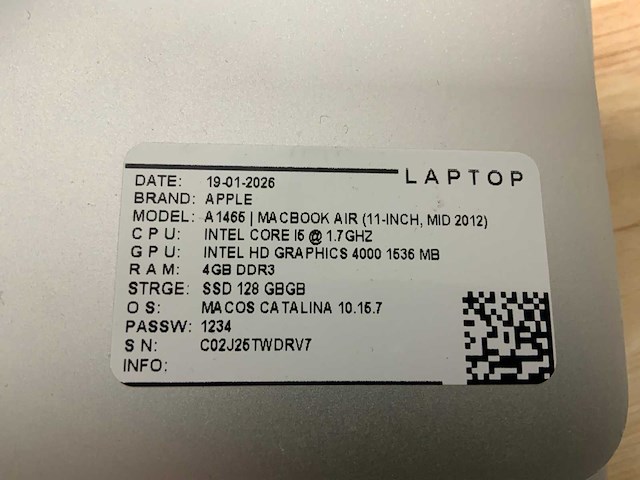 LAPTOP
DATE: 19-01-2026
BRAND: APPLE
MODEL: A1465 | MACBOOK AIR (11-INCH, MID 2012)
CPU: INTEL CORE I5 @ 1.7GHZ
GPU: INTEL HD GRAPHICS 4000 1536 MB
RAM: 4GB DDR3
STRGE: SSD 128 GBGB
OS: MACOS CATALINA 10.15.7
PASSW: 1234
SN: C02J25TWDRV7
INFO: